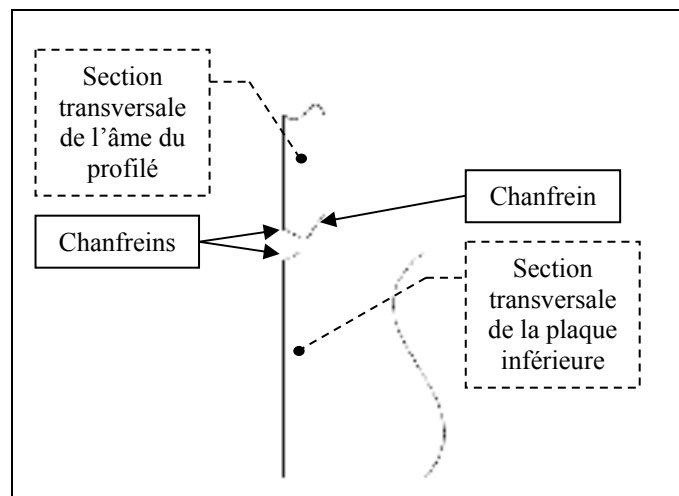 Section
transversale
de l’âme du
profilé
Chanfrein
Chanfreins
Section
transversale
de la plaque
inférieure